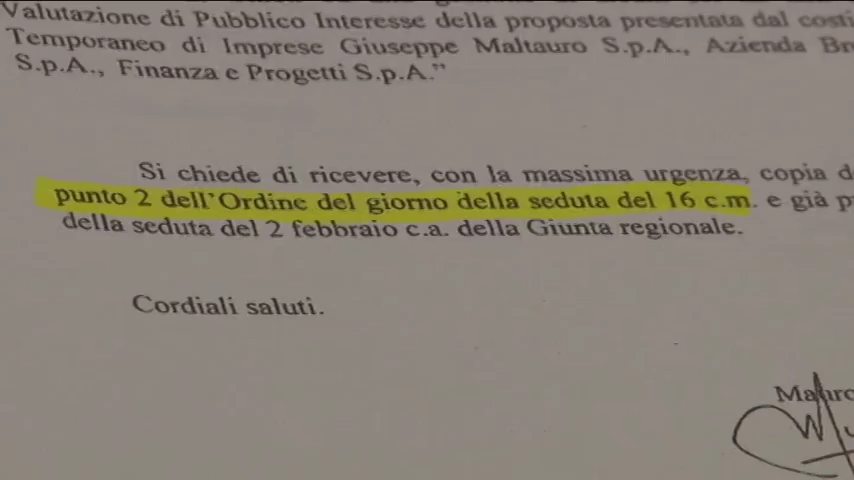 Valutazione di Pubblico Interesse della proposta presentata dal
Temporaneo di Imprese Giuseppe Maltauro S.p.A., Azienda
S.p.A., Finanza e Progetti S.p.A."
Si chiede di ricevere, con la massima urgenza, copia
punto 2 dell'Ordine del giorno della seduta del 16 c.m. e già
della seduta del 2 febbraio c.a. della Giunta regionale.
Cordiali saluti.